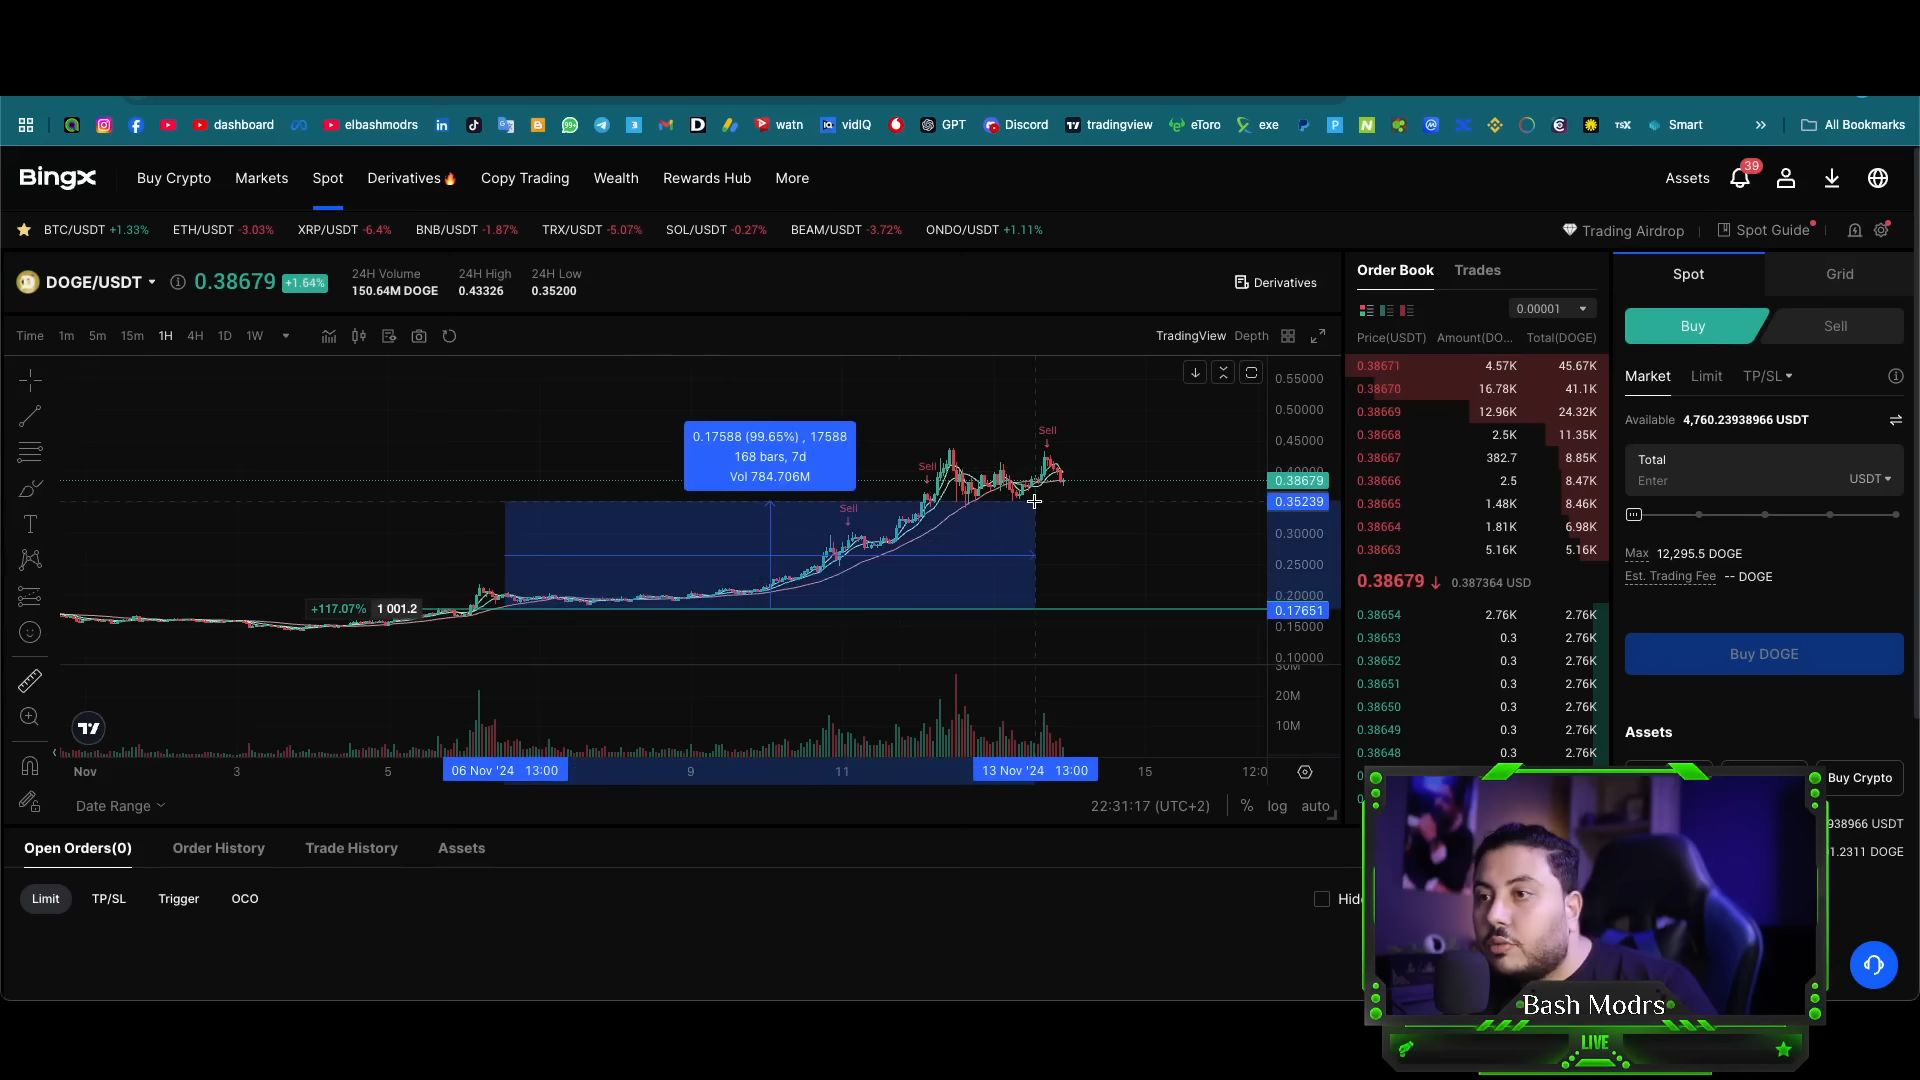 dashboard
elbashmodrs
watn
vidIQ
GPT
Discord
tradingview
eToro
exe
Smart
All Bookmarks
BingX
Buy Crypto
Markets
Spot
Derivatives
Copy Trading
Wealth
Rewards Hub
More
Assets
39
BTC/USDT +1.33%
ETH/USDT -3.03%
XRP/USDT -6.4%
BNB/USDT -1.87%
TRX/USDT -5.07%
SOL/USDT -0.27%
BEAM/USDT -3.72%
ONDO/USDT +1.11%
Trading Airdrop
Spot Guide
DOGE/USDT
0.38679
+1.64%
24H Volume
150.64M DOGE
24H High
0.43326
24H Low
0.35200
Derivatives
Time 1m 5m 15m 1H 4H 1D 1W
TradingView Depth
0.17588 (99.65%) , 17588
168 bars, 7d
Vol 784.706M
Sell
Sell
Sell
+117.07% 1 001.2
0.55000
0.50000
0.45000
0.40000
0.38679
0.35239
0.30000
0.25000
0.20000
0.17651
0.15000
0.10000
30M
20M
10M
Nov 3 5 06 Nov '24 13:00 9 11 13 Nov '24 13:00 15 12:0
Date Range
22:31:17 (UTC+2) % log auto
Order Book Trades
0.00001
Price(USDT) Amount(DO... Total(DOGE)
0.38671 4.57K 45.67K
0.38670 16.78K 41.1K
0.38669 12.96K 24.32K
0.38668 2.5K 11.35K
0.38667 382.7 8.85K
0.38666 2.5 8.47K
0.38665 1.48K 8.46K
0.38664 1.81K 6.98K
0.38663 5.16K 5.16K
0.38679 0.387364 USD
0.38654 2.76K 2.76K
0.38653 0.3 2.76K
0.38652 0.3 2.76K
0.38651 0.3 2.76K
0.38650 0.3 2.76K
0.38649 0.3 2.76K
0.38648 0.3 2.76K
Spot Grid
Buy Sell
Market Limit TP/SL
Available 4,760.23938966 USDT
Total
Enter
USDT
Max 12,295.5 DOGE
Est. Trading Fee -- DOGE
Buy DOGE
Assets
Buy Crypto
938966 USDT
1.2311 DOGE
Open Orders(0)
Order History
Trade History
Assets
Limit
TP/SL
Trigger
OCO
Hide
Bash Modrs
LIVE